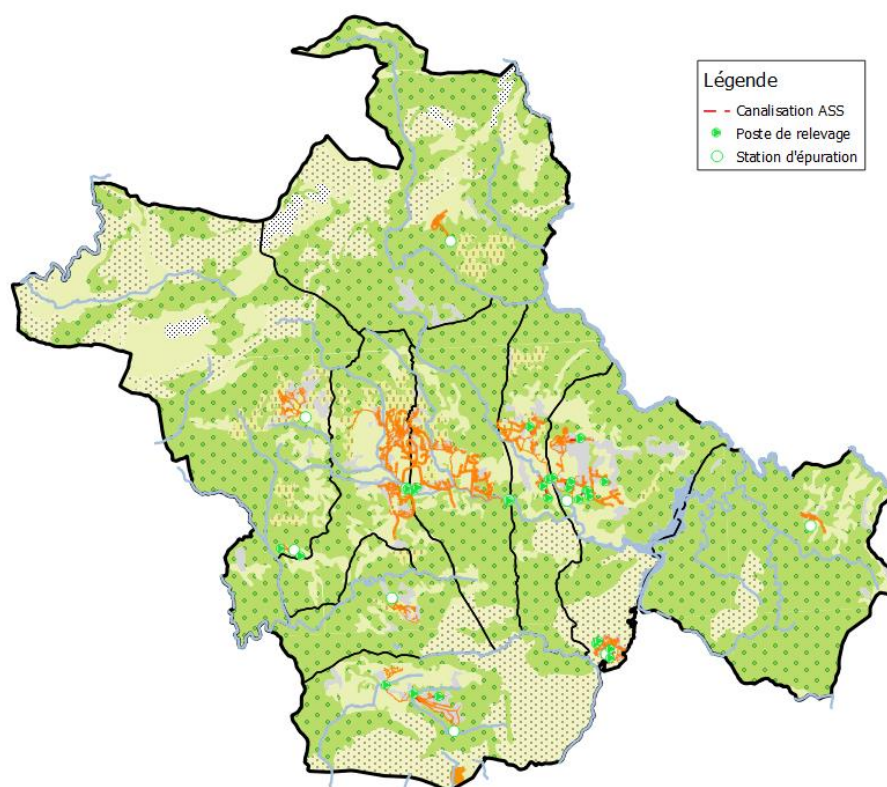 Légende
Canalisation ASS
Poste de relevage
Station d'épuration